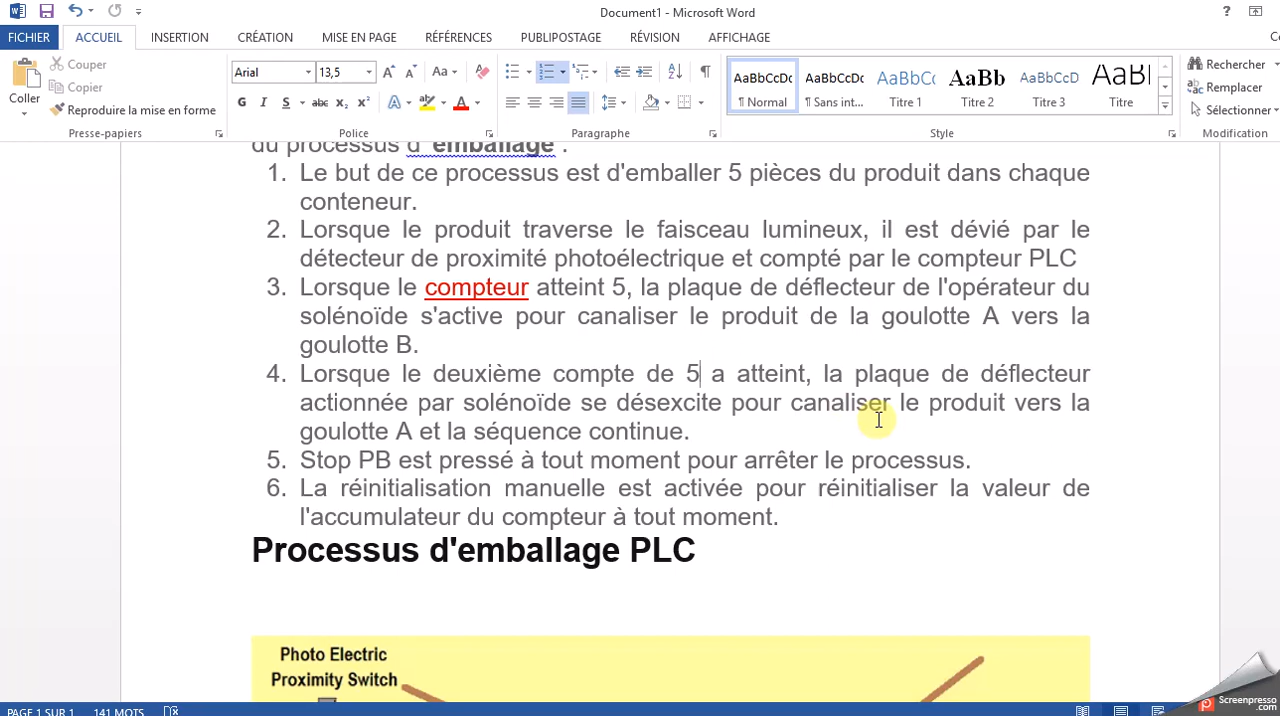 Document1 - Microsoft Word
FICHIER ACCUEIL INSERTION CRÉATION MISE EN PAGE RÉFÉRENCES PUBLIPOSTAGE RÉVISION AFFICHAGE
Coller
Couper
Copier
Reproduire la mise en forme
Presse-papiers
Arial 13,5
Police
Paragraphe
AaBbCcDc AaBbCcDc AaBbCc AaBb AaBbCcD AaBb
¶ Normal ¶ Sans int... Titre 1 Titre 2 Titre 3 Titre
Style
Rechercher
Remplacer
Sélectionner
Modification
du processus d'"emballage" :
1. Le but de ce processus est d'emballer 5 pièces du produit dans chaque
conteneur.
2. Lorsque le produit traverse le faisceau lumineux, il est dévié par le
détecteur de proximité photoélectrique et compté par le compteur PLC
3. Lorsque le compteur atteint 5, la plaque de déflecteur de l'opérateur du
solénoïde s'active pour canaliser le produit de la goulotte A vers la
goulotte B.
4. Lorsque le deuxième compte de 5 a atteint, la plaque de déflecteur
actionnée par solénoïde se désexcite pour canaliser le produit vers la
goulotte A et la séquence continue.
5. Stop PB est pressé à tout moment pour arrêter le processus.
6. La réinitialisation manuelle est activée pour réinitialiser la valeur de
l'accumulateur du compteur à tout moment.
Processus d'emballage PLC
Photo Electric
Proximity Switch
PAGE 1 SUR 1 141 MOTS
Screenpresso
.com